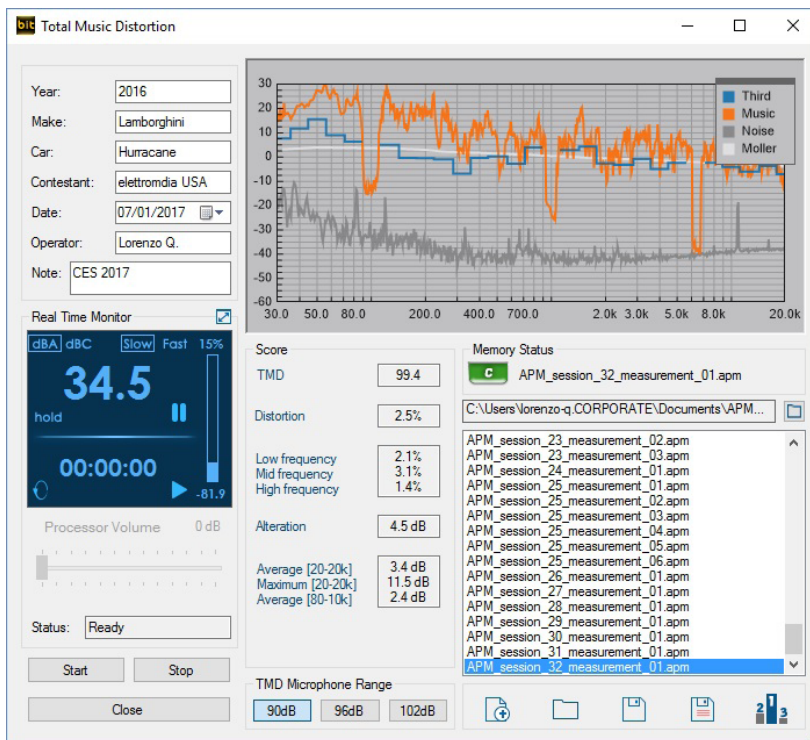 bit Total Music Distortion
Year: 2016
Make: Lamborghini
Car: Hurracane
Contestant: elettromdia USA
Date: 07/01/2017
Operator: Lorenzo Q.
Note: CES 2017
30
20
10
0
-10
-20
-30
-40
-50
-60
30.0 50.0 80.0 200.0 400.0 700.0 2.0k 3.0k 5.0k 8.0k 20.0k
Third
Music
Noise
Moller
Real Time Monitor
dBA dBC Slow Fast 15%
34.5
hold
00:00:00
-81.9
Processor Volume 0 dB
Status: Ready
Start Stop
Close
Score
TMD 99.4
Distortion 2.5%
Low frequency 2.1%
Mid frequency 3.1%
High frequency 1.4%
Alteration 4.5 dB
Average [20-20k] 3.4 dB
Maximum [20-20k] 11.5 dB
Average [80-10k] 2.4 dB
TMD Microphone Range
90dB 96dB 102dB
Memory Status
C APM_session_32_measurement_01.apm
C:\Users\lorenzo-q.CORPORATE\Documents\APM...
APM_session_23_measurement_02.apm
APM_session_23_measurement_03.apm
APM_session_24_measurement_01.apm
APM_session_25_measurement_01.apm
APM_session_25_measurement_02.apm
APM_session_25_measurement_03.apm
APM_session_25_measurement_04.apm
APM_session_25_measurement_05.apm
APM_session_25_measurement_06.apm
APM_session_26_measurement_01.apm
APM_session_27_measurement_01.apm
APM_session_28_measurement_01.apm
APM_session_29_measurement_01.apm
APM_session_30_measurement_01.apm
APM_session_31_measurement_01.apm
APM_session_32_measurement_01.apm
2 1 3